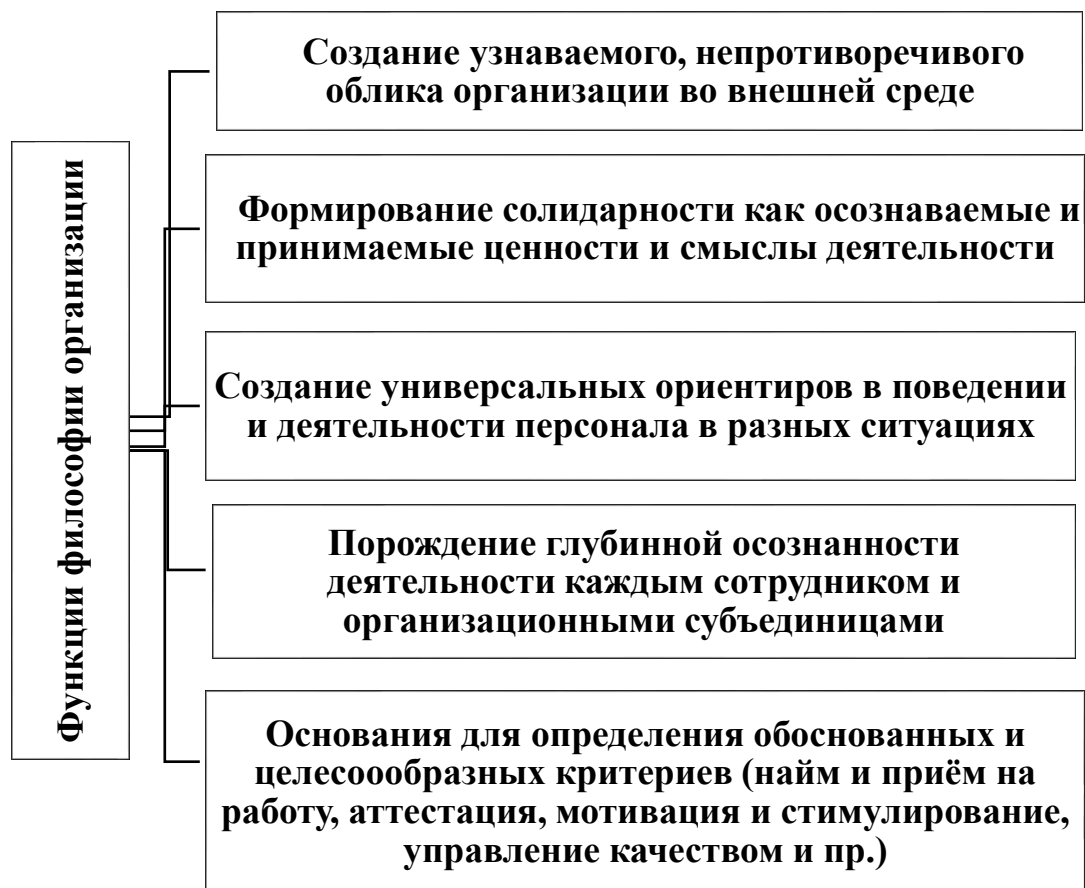 Функции философии организации
Создание узнаваемого, непротиворечивого
облика организации во внешней среде
Формирование солидарности как осознаваемые и
принимаемые ценности и смыслы деятельности
Создание универсальных ориентиров в поведении
и деятельности персонала в разных ситуациях
Порождение глубинной осознанности
деятельности каждым сотрудником и
организационными субъединицами
Основания для определения обоснованных и
целесоообразных критериев (найм и приём на
работу, аттестация, мотивация и стимулирование,
управление качеством и пр.)